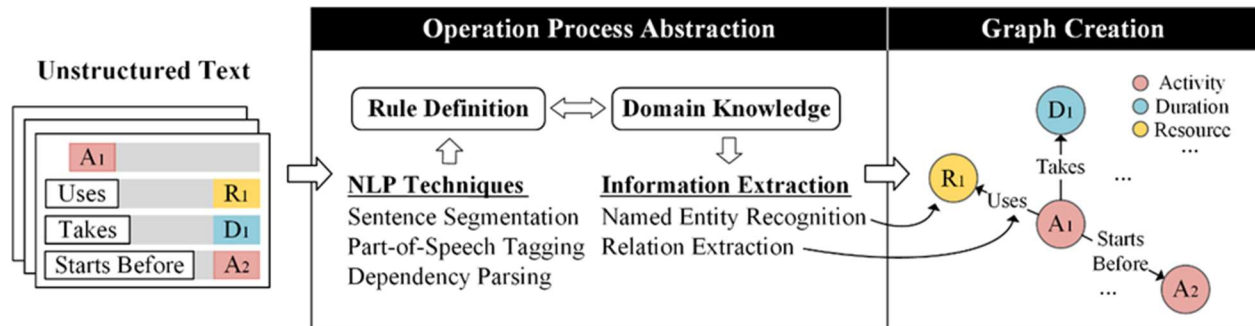 Unstructured Text
A1
Uses R1
Takes D1
Starts Before A2
Operation Process Abstraction
Rule Definition
Domain Knowledge
NLP Techniques
Sentence Segmentation
Part-of-Speech Tagging
Dependency Parsing
Information Extraction
Named Entity Recognition
Relation Extraction
Graph Creation
Activity
Duration
Resource
...
D1
Takes
...
R1
Uses
A1
Starts
Before
...
A2